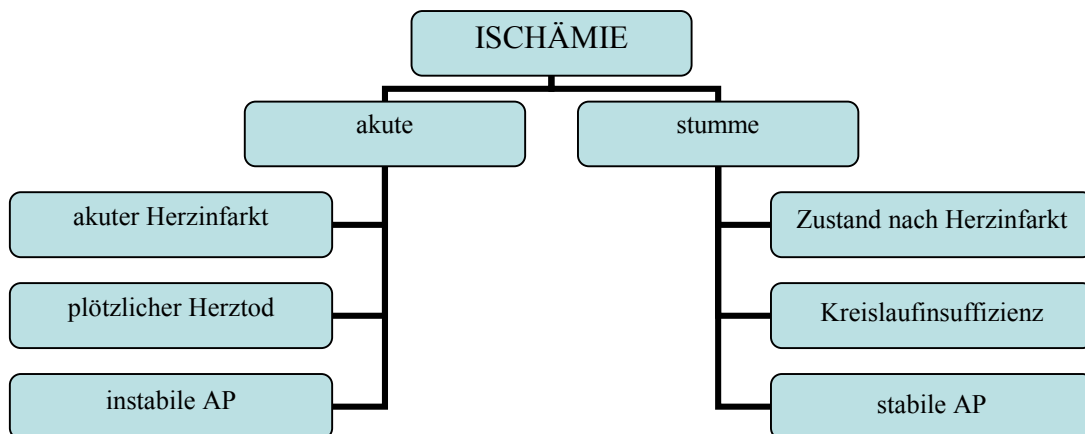 ISCHÄMIE
akute
stumme
akuter Herzinfarkt
Zustand nach Herzinfarkt
plötzlicher Herztod
Kreislaufinsuffizienz
instabile AP
stabile AP